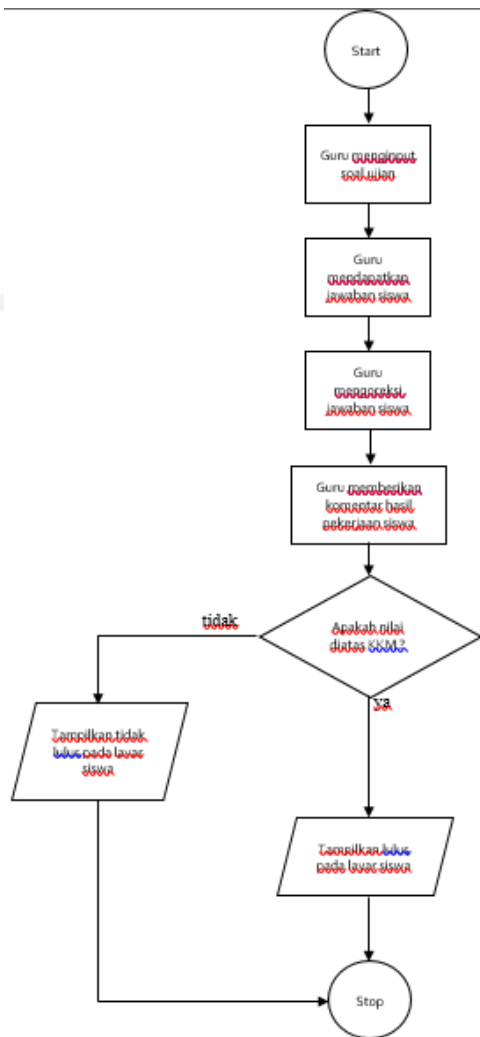 Start
Guru menginput
soal ujian
Guru
mendapatkan
jawaban siswa
Guru
mengoreksi
jawaban siswa
Guru memberikan
komentar hasil
pekerjaan siswa
Apakah nilai
diatas KKM ?
tidak
ya
Tampilkan tidak
lulus pada layar
siswa
Tampilkan lulus
pada layar siswa
Stop